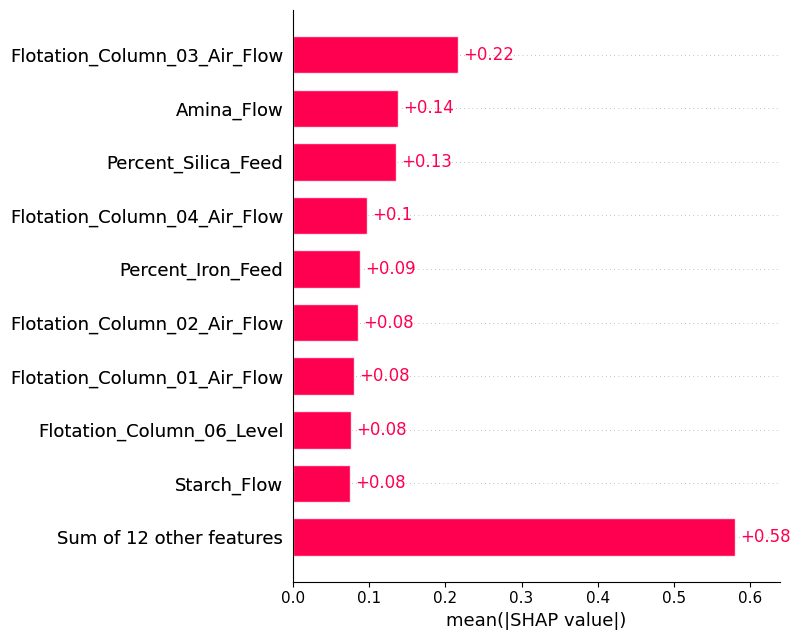 Flotation_Column_03_Air_Flow +0.22
Amina_Flow +0.14
Percent_Silica_Feed +0.13
Flotation_Column_04_Air_Flow +0.1
Percent_Iron_Feed +0.09
Flotation_Column_02_Air_Flow +0.08
Flotation_Column_01_Air_Flow +0.08
Flotation_Column_06_Level +0.08
Starch_Flow +0.08
Sum of 12 other features +0.58
0.0 0.1 0.2 0.3 0.4 0.5 0.6
mean(|SHAP value|)